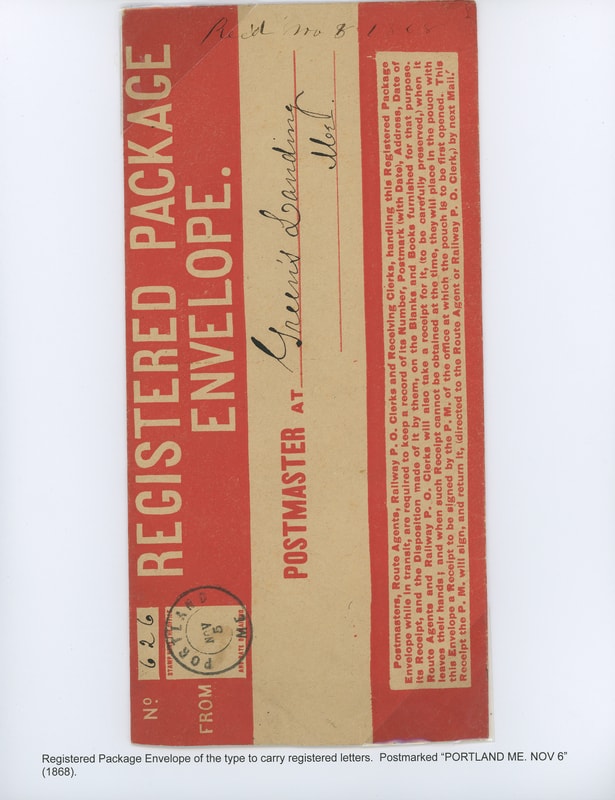 Rec'd Nov 8 1868
REGISTERED PACKAGE
ENVELOPE.
No 626
FROM
PORTLAND ME.
NOV
5
POSTMASTER AT Green's Landing
Me.
Postmasters, Route Agents, Railway P. O. Clerks and Receiving Clerks, handling this Registered Package
Envelope while in transit, are required to keep a record of its Number, Postmark (with Date), Address, Date of
its Receipt, and the Disposition made of it by them, on the Blanks and Books furnished for that purpose.
Route Agents and Railway P. O. Clerks will also take a receipt for it, (to be carefully preserved,) when it
leaves their hands; and when such Receipt cannot be obtained at the time, they will place in the pouch with
this Envelope a Receipt to be signed by the P. M. of the office at which the pouch is to be first opened. This
Receipt the P. M. will sign, and return it, (directed to the Route Agent or Railway P. O. Clerk,) by next Mail.
Registered Package Envelope of the type to carry registered letters. Postmarked “PORTLAND ME. NOV 6”
(1868).